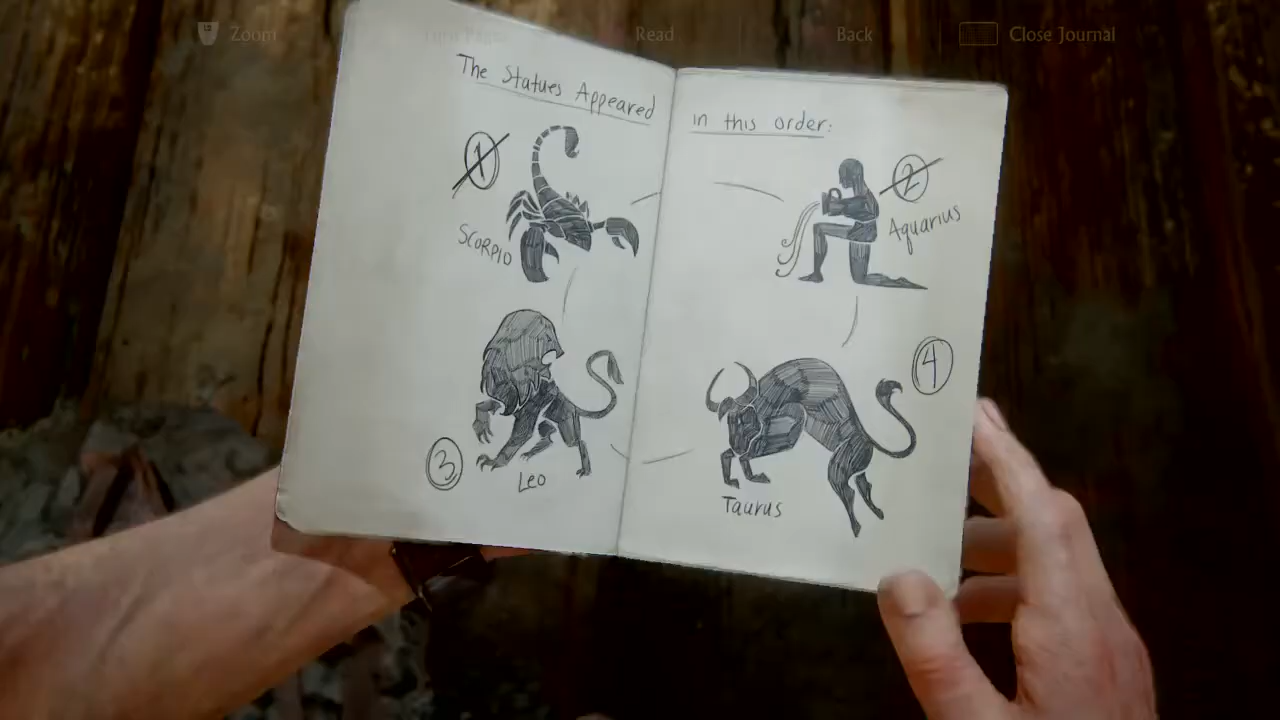 Zoom
Read
Back
Close Journal
The Statues Appeared
in this order:
1
2
SCORPIO
Aquarius
3
Leo
4
Taurus